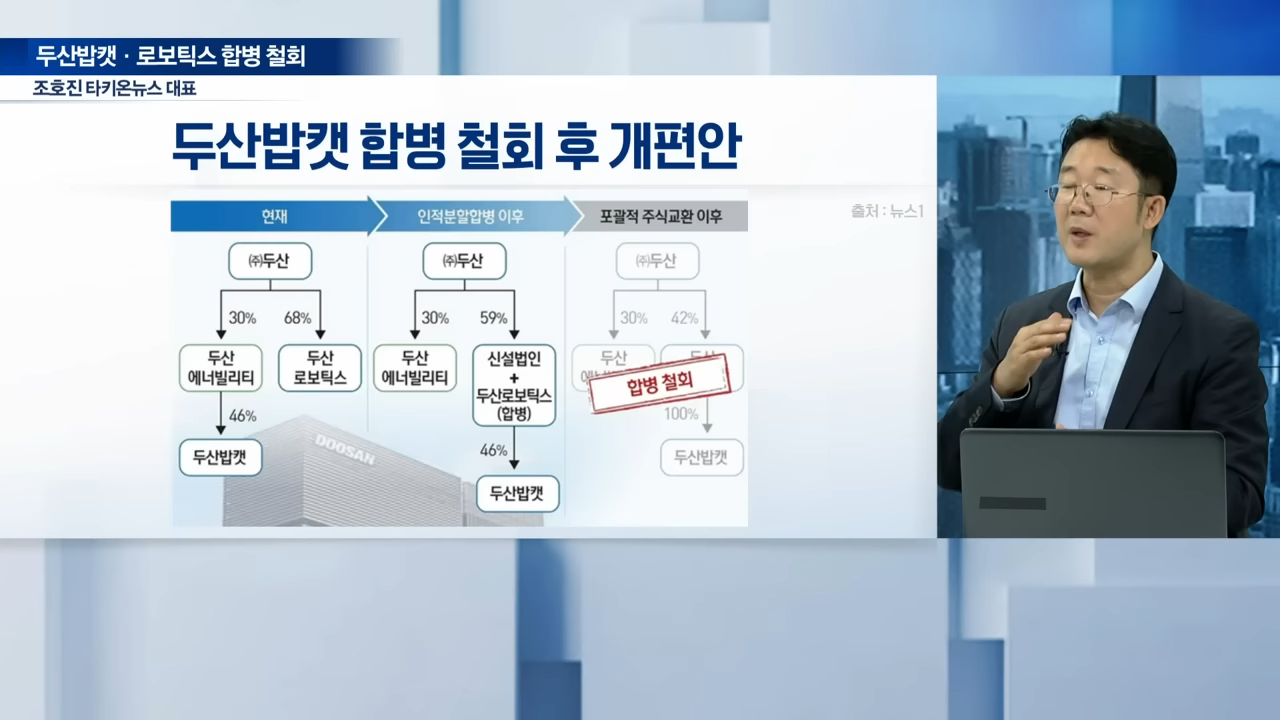 두산밥캣 · 로보틱스 합병 철회
조호진 타키온뉴스 대표
두산밥캣 합병 철회 후 개편안
출처 : 뉴스1
현재
인적분할합병 이후
포괄적 주식교환 이후
㈜두산
㈜두산
㈜두산
30%
68%
30%
59%
30%
42%
두산
에너빌리티
두산
로보틱스
두산
에너빌리티
신설법인
+
두산로보틱스
(합병)
두산
두산
합병 철회
46%
46%
100%
두산밥캣
두산밥캣
두산밥캣
DOOSAN